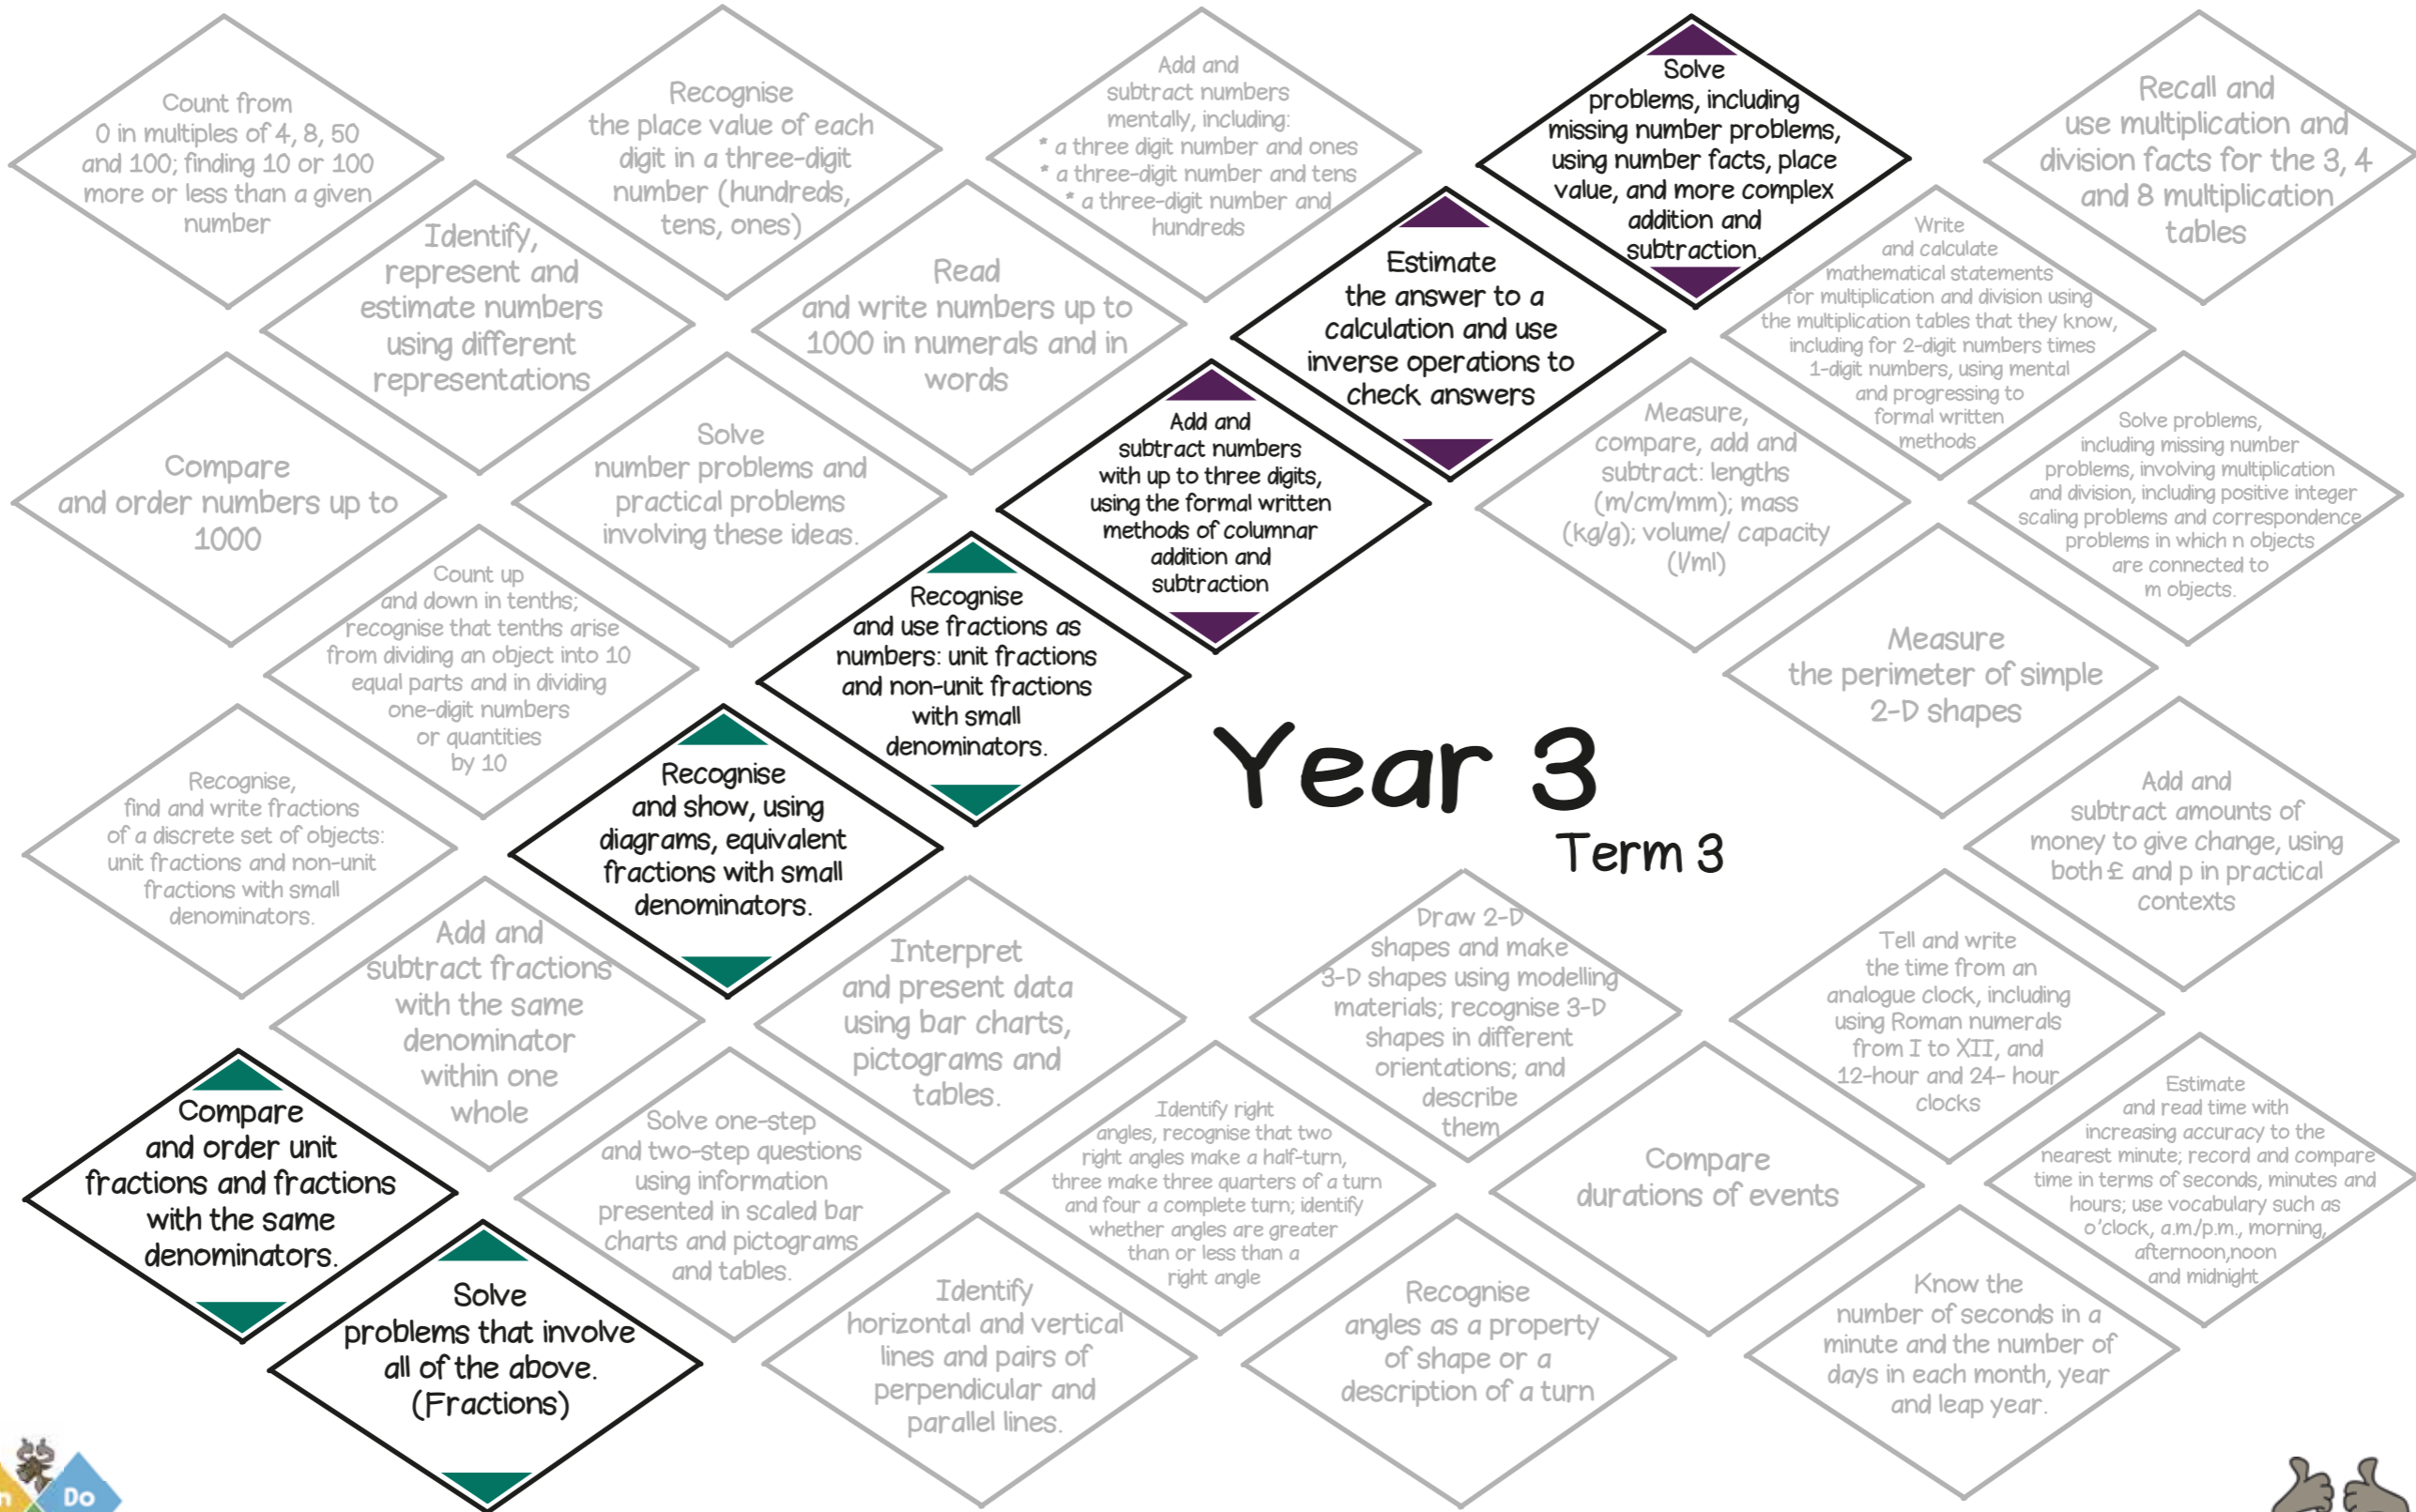 Count from
0 in multiples of 4, 8, 50
and 100; finding 10 or 100
more or less than a given
number
Recognise
the place value of each
digit in a three-digit
number (hundreds,
tens, ones)
Add and
subtract numbers
mentally, including:
* a three digit number and ones
* a three-digit number and tens
* a three-digit number and
hundreds
Solve
problems, including
missing number problems,
using number facts, place
value, and more complex
addition and
subtraction.
Recall and
use multiplication and
division facts for the 3, 4
and 8 multiplication
tables
Identify,
represent and
estimate numbers
using different
representations
Read
and write numbers up to
1000 in numerals and in
words
Estimate
the answer to a
calculation and use
inverse operations to
check answers
Write
and calculate
mathematical statements
for multiplication and division using
the multiplication tables that they know,
including for 2-digit numbers times
1-digit numbers, using mental
and progressing to
formal written
methods.
Compare
and order numbers up to
1000
Solve
number problems and
practical problems
involving these ideas.
Add and
subtract numbers
with up to three digits,
using the formal written
methods of columnar
addition and
subtraction
Measure,
compare, add and
subtract: lengths
(m/cm/mm); mass
(kg/g); volume/ capacity
(l/ml)
Solve problems,
including missing number
problems, involving multiplication
and division, including positive integer
scaling problems and correspondence
problems in which n objects
are connected to
m objects.
Count up
and down in tenths;
recognise that tenths arise
from dividing an object into 10
equal parts and in dividing
one-digit numbers
or quantities
by 10
Recognise
and use fractions as
numbers: unit fractions
and non-unit fractions
with small
denominators.
Measure
the perimeter of simple
2-D shapes
Recognise,
find and write fractions
of a discrete set of objects:
unit fractions and non-unit
fractions with small
denominators.
Recognise
and show, using
diagrams, equivalent
fractions with small
denominators.
Year 3
Term 3
Add and
subtract amounts of
money to give change, using
both £ and p in practical
contexts
Add and
subtract fractions
with the same
denominator
within one
whole
Interpret
and present data
using bar charts,
pictograms and
tables.
Draw 2-D
shapes and make
3-D shapes using modelling
materials; recognise 3-D
shapes in different
orientations; and
describe
them
Tell and write
the time from an
analogue clock, including
using Roman numerals
from I to XII, and
12-hour and 24- hour
clocks
Compare
and order unit
fractions and fractions
with the same
denominators.
Solve one-step
and two-step questions
using information
presented in scaled bar
charts and pictograms
and tables.
Identify right
angles, recognise that two
right angles make a half-turn,
three make three quarters of a turn
and four a complete turn; identify
whether angles are greater
than or less than a
right angle
Compare
durations of events
Estimate
and read time with
increasing accuracy to the
nearest minute; record and compare
time in terms of seconds, minutes and
hours; use vocabulary such as
o'clock, a.m./p.m., morning,
afternoon,noon
and midnight
Solve
problems that involve
all of the above.
(Fractions)
Identify
horizontal and vertical
lines and pairs of
perpendicular and
parallel lines.
Recognise
angles as a property
of shape or a
description of a turn
Know the
number of seconds in a
minute and the number of
days in each month, year
and leap year.
Do